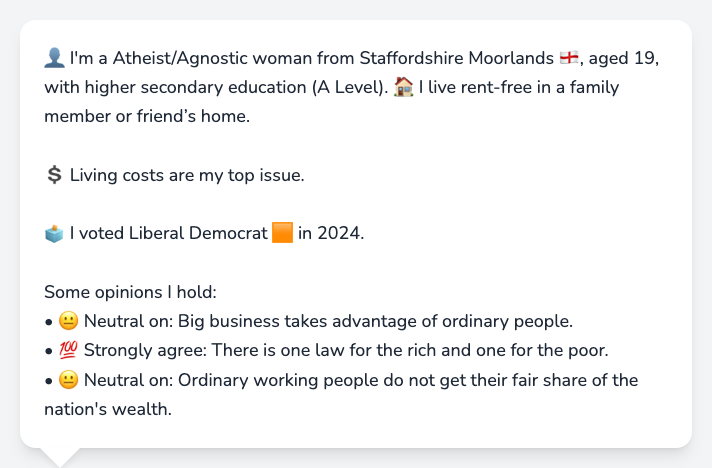 👤 I'm a Atheist/Agnostic woman from Staffordshire Moorlands 🏴󠁧󠁢󠁥󠁮󠁧󠁿, aged 19,
with higher secondary education (A Level). 🏠 I live rent-free in a family
member or friend’s home.
💲 Living costs are my top issue.
🗳️ I voted Liberal Democrat 🟧 in 2024.
Some opinions I hold:
• 😐 Neutral on: Big business takes advantage of ordinary people.
• 💯 Strongly agree: There is one law for the rich and one for the poor.
• 😐 Neutral on: Ordinary working people do not get their fair share of the
nation's wealth.